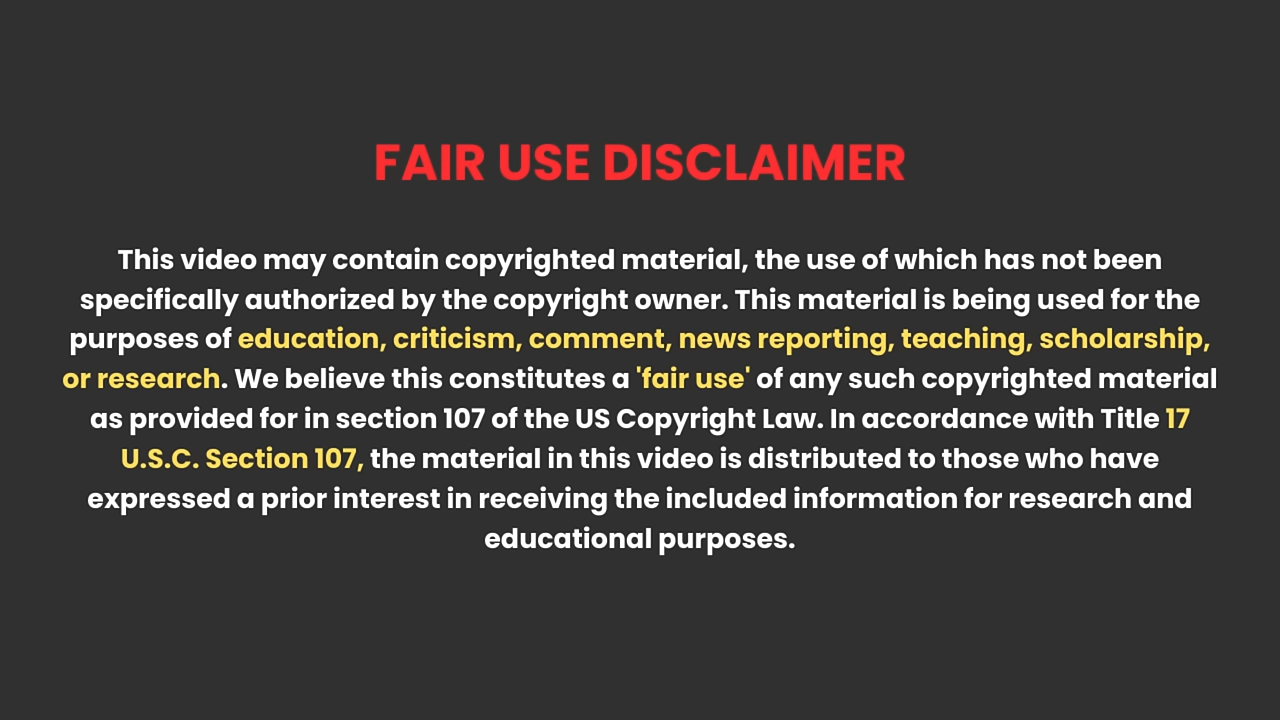 FAIR USE DISCLAIMER
This video may contain copyrighted material, the use of which has not been
specifically authorized by the copyright owner. This material is being used for the
purposes of education, criticism, comment, news reporting, teaching, scholarship,
or research. We believe this constitutes a 'fair use' of any such copyrighted material
as provided for in section 107 of the US Copyright Law. In accordance with Title 17
U.S.C. Section 107, the material in this video is distributed to those who have
expressed a prior interest in receiving the included information for research and
educational purposes.